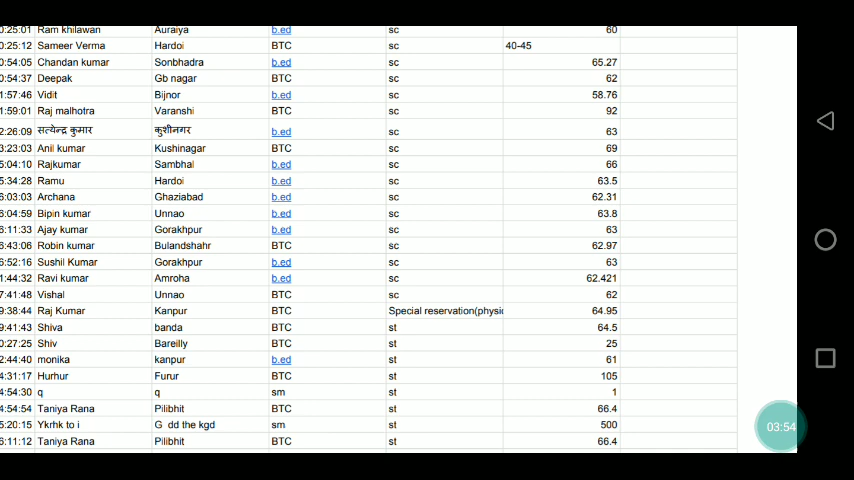 0:25:01 Ram khilawan Auraiya b.ed sc 60
0:25:12 Sameer Verma Hardoi BTC sc 40-45
0:54:05 Chandan kumar Sonbhadra b.ed sc 65.27
0:54:37 Deepak Gb nagar BTC sc 62
1:57:46 Vidit Bijnor b.ed sc 58.76
1:59:01 Raj malhotra Varanshi BTC sc 92
2:26:09 सत्येन्द्र कुमार कुशीनगर b.ed sc 63
3:23:03 Anil kumar Kushinagar BTC sc 69
5:04:10 Rajkumar Sambhal b.ed sc 66
5:34:28 Ramu Hardoi b.ed sc 63.5
6:03:03 Archana Ghaziabad b.ed sc 62.31
6:04:59 Bipin kumar Unnao b.ed sc 63.8
6:11:33 Ajay kumar Gorakhpur b.ed sc 63
6:43:06 Robin kumar Bulandshahr BTC sc 62.97
6:52:16 Sushil Kumar Gorakhpur b.ed sc 63
1:44:32 Ravi kumar Amroha b.ed sc 62.421
7:41:48 Vishal Unnao BTC sc 62
9:38:44 Raj Kumar Kanpur BTC Special reservation(physic 64.95
9:41:43 Shiva banda BTC st 64.5
0:27:25 Shiv Bareilly BTC st 25
2:44:40 monika kanpur b.ed st 61
4:31:17 Hurhur Furur BTC st 105
4:54:30 q q sm st 1
4:54:54 Taniya Rana Pilibhit BTC st 66.4
5:20:15 Ykrhk to i G dd the kgd sm st 500
6:11:12 Taniya Rana Pilibhit BTC st 66.4
03:54